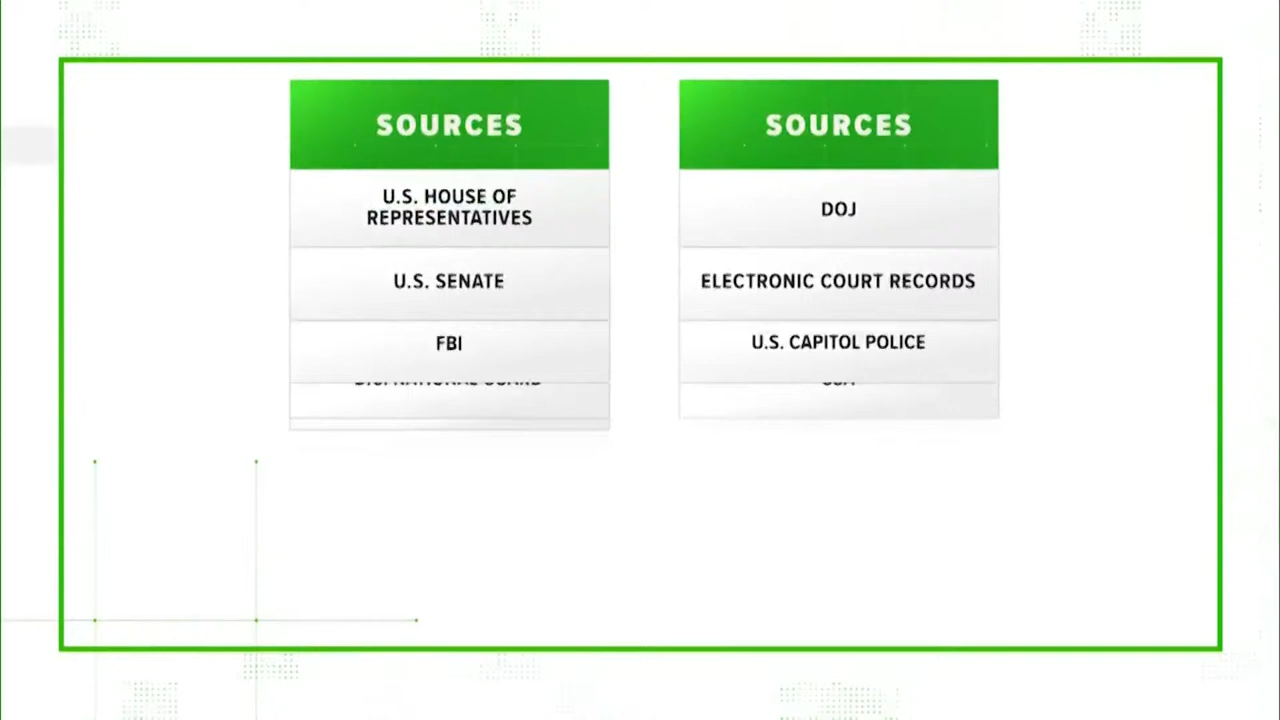 SOURCES
U.S. HOUSE OF
REPRESENTATIVES
U.S. SENATE
FBI
SOURCES
DOJ
ELECTRONIC COURT RECORDS
U.S. CAPITOL POLICE